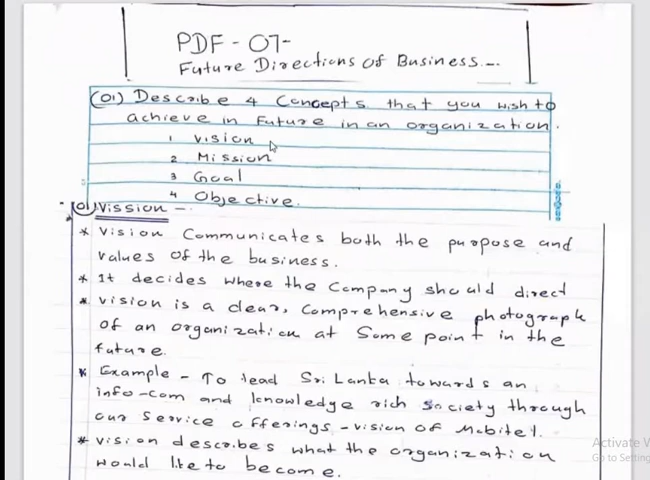 PDF - 07-
Future Directions of Business -.
(01) Describe 4 Concepts that you wish to
achieve in Future in an organization.
1 Vision
2 Mission
3 Goal
4 Objective.
(01) Vission -
* Vision Communicates both the purpose and
values of the business.
* It decides where the Company should direct
* Vision is a clear, Comprehensive photograph
of an organization at Some point in the
future.
* Example - To lead Sri Lanka towards an
info-com and knowledge rich Society through
our Service offerings - vision of Mobitel.
* Vision describes what the organization
would like to become.
Activate W
Go to Setting